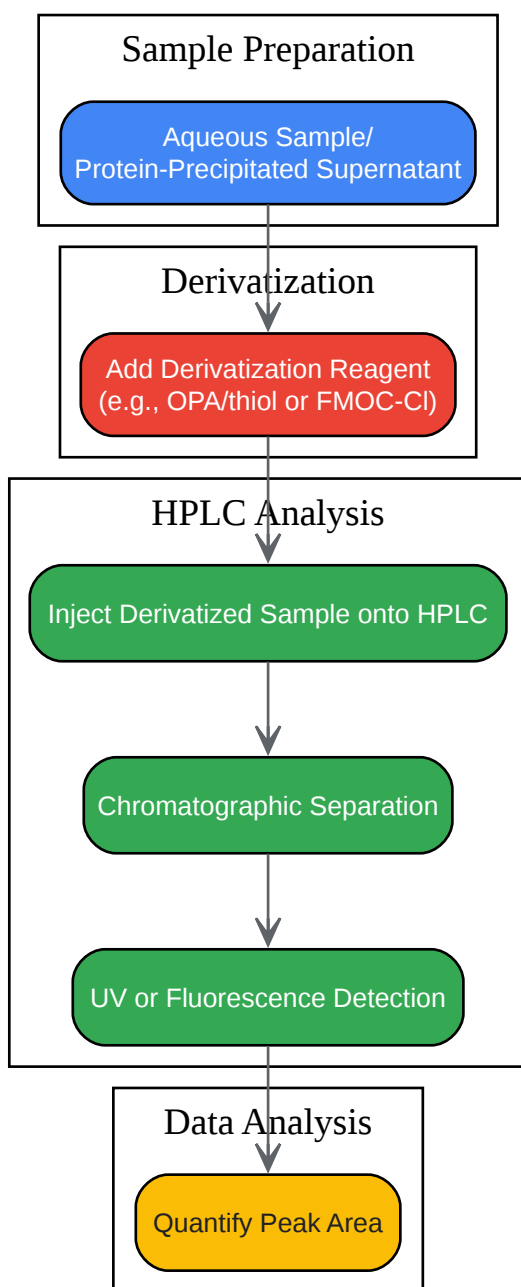 Sample Preparation
Aqueous Sample/
Protein-Precipitated Supernatant
Derivatization
Add Derivatization Reagent
(e.g., OPA/thiol or FMOC-Cl)
HPLC Analysis
Inject Derivatized Sample onto HPLC
Chromatographic Separation
UV or Fluorescence Detection
Data Analysis
Quantify Peak Area